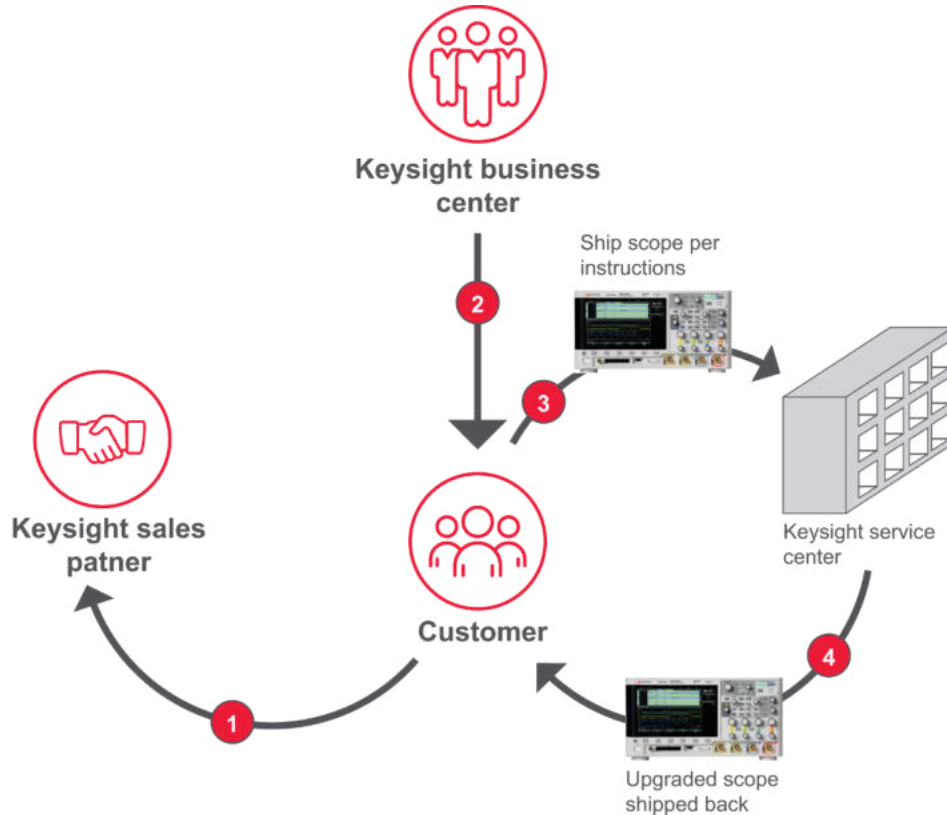 Keysight business
center
Ship scope per
instructions
2
3
Keysight sales
patner
Keysight service
center
Customer
4
1
Upgraded scope
shipped back